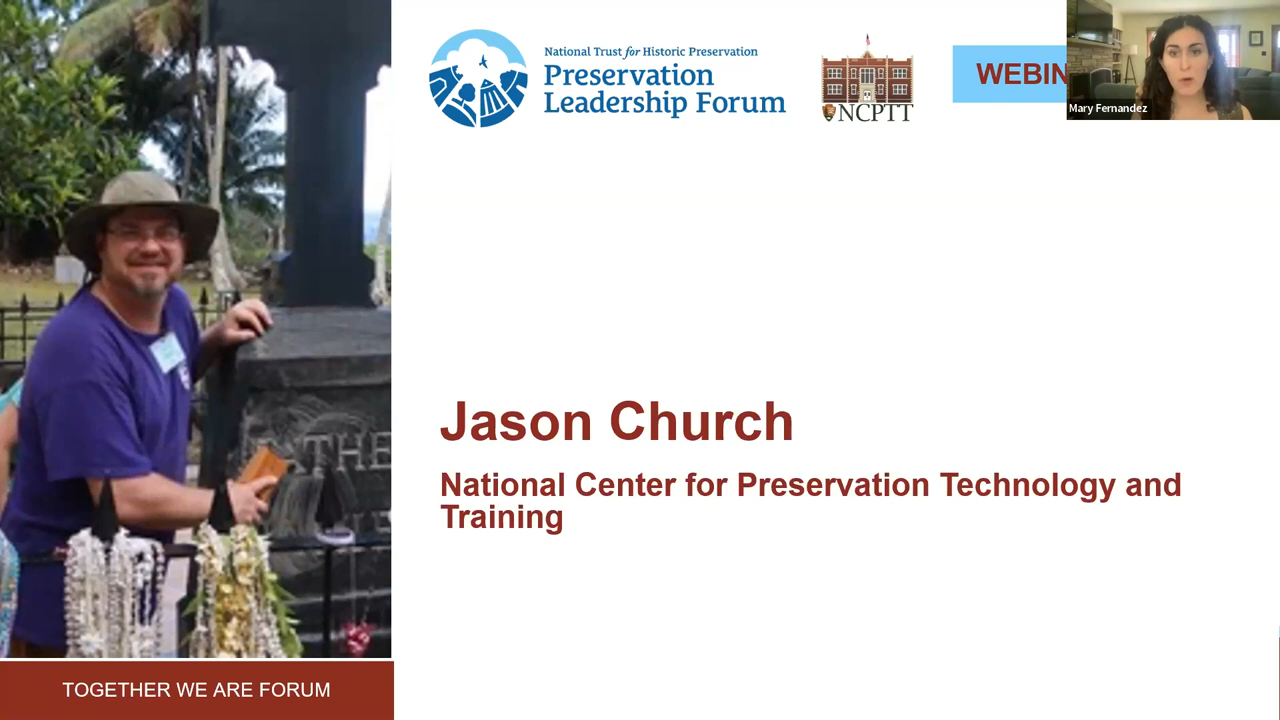 National Trust for Historic Preservation
Preservation
Leadership Forum
NCPTT
WEBIN
Mary Fernandez
THE
Jason Church
National Center for Preservation Technology and
Training
TOGETHER WE ARE FORUM